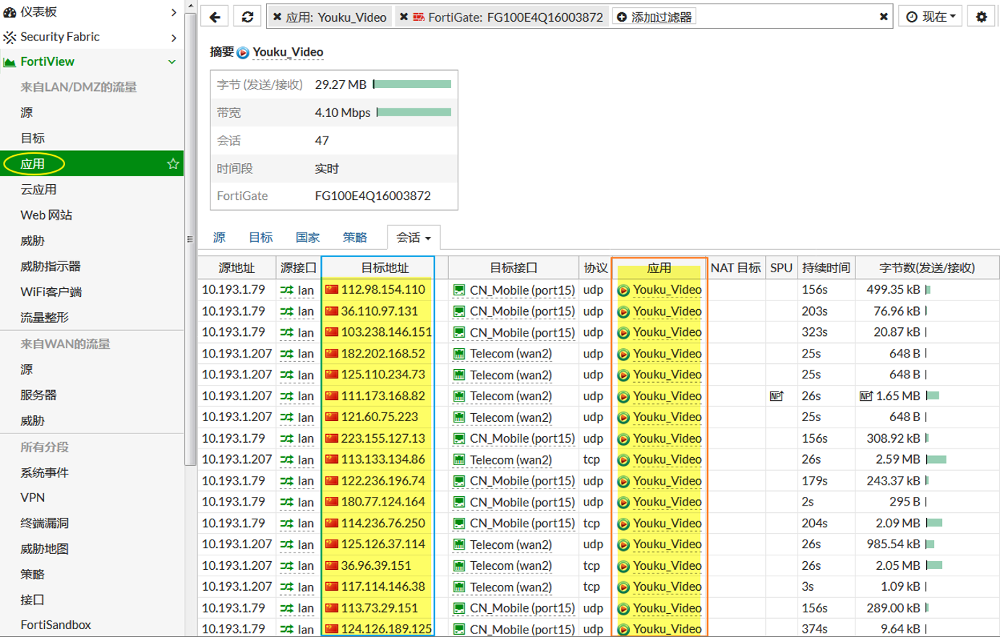 仪表板
Security Fabric
FortiView
来自LAN/DMZ的流量
源
目标
应用
云应用
Web 网站
威胁
威胁指示器
WiFi客户端
流量整形
来自WAN的流量
源
服务器
威胁
所有分段
系统事件
VPN
终端漏洞
威胁地图
策略
接口
FortiSandbox
应用: Youku_Video FortiGate: FG100E4Q16003872 添加过滤器 现在
摘要 Youku_Video
字节 (发送/接收) 29.27 MB
带宽 4.10 Mbps
会话 47
时间段 实时
FortiGate FG100E4Q16003872
源 目标 国家 策略 会话
源地址 源接口 目标地址 目标接口 协议 应用 NAT 目标 SPU 持续时间 字节数(发送/接收)
10.193.1.79 lan 112.98.154.110 CN_Mobile (port15) udp Youku_Video 156s 499.35 kB
10.193.1.79 lan 36.110.97.131 CN_Mobile (port15) udp Youku_Video 203s 76.96 kB
10.193.1.79 lan 103.238.146.151 CN_Mobile (port15) udp Youku_Video 323s 20.87 kB
10.193.1.207 lan 182.202.168.52 Telecom (wan2) udp Youku_Video 25s 648 B
10.193.1.207 lan 125.110.234.73 Telecom (wan2) udp Youku_Video 25s 648 B
10.193.1.207 lan 111.173.168.82 Telecom (wan2) udp Youku_Video NP 26s NP 1.65 MB
10.193.1.207 lan 121.60.75.223 Telecom (wan2) udp Youku_Video 25s 648 B
10.193.1.79 lan 223.155.127.13 CN_Mobile (port15) udp Youku_Video 156s 308.92 kB
10.193.1.207 lan 113.133.134.86 Telecom (wan2) tcp Youku_Video 26s 2.59 MB
10.193.1.79 lan 122.236.196.74 CN_Mobile (port15) udp Youku_Video 179s 243.37 kB
10.193.1.79 lan 180.77.124.164 CN_Mobile (port15) udp Youku_Video 2s 295 B
10.193.1.79 lan 114.236.76.250 CN_Mobile (port15) tcp Youku_Video 204s 2.09 MB
10.193.1.207 lan 125.126.37.114 Telecom (wan2) udp Youku_Video 26s 985.54 kB
10.193.1.207 lan 36.96.39.151 Telecom (wan2) tcp Youku_Video 26s 2.05 MB
10.193.1.207 lan 117.114.146.38 Telecom (wan2) tcp Youku_Video 3s 1.09 kB
10.193.1.79 lan 113.73.29.151 CN_Mobile (port15) udp Youku_Video 156s 289.00 kB
10.193.1.79 lan 124.126.189.125 CN_Mobile (port15) udp Youku_Video 374s 9.64 kB